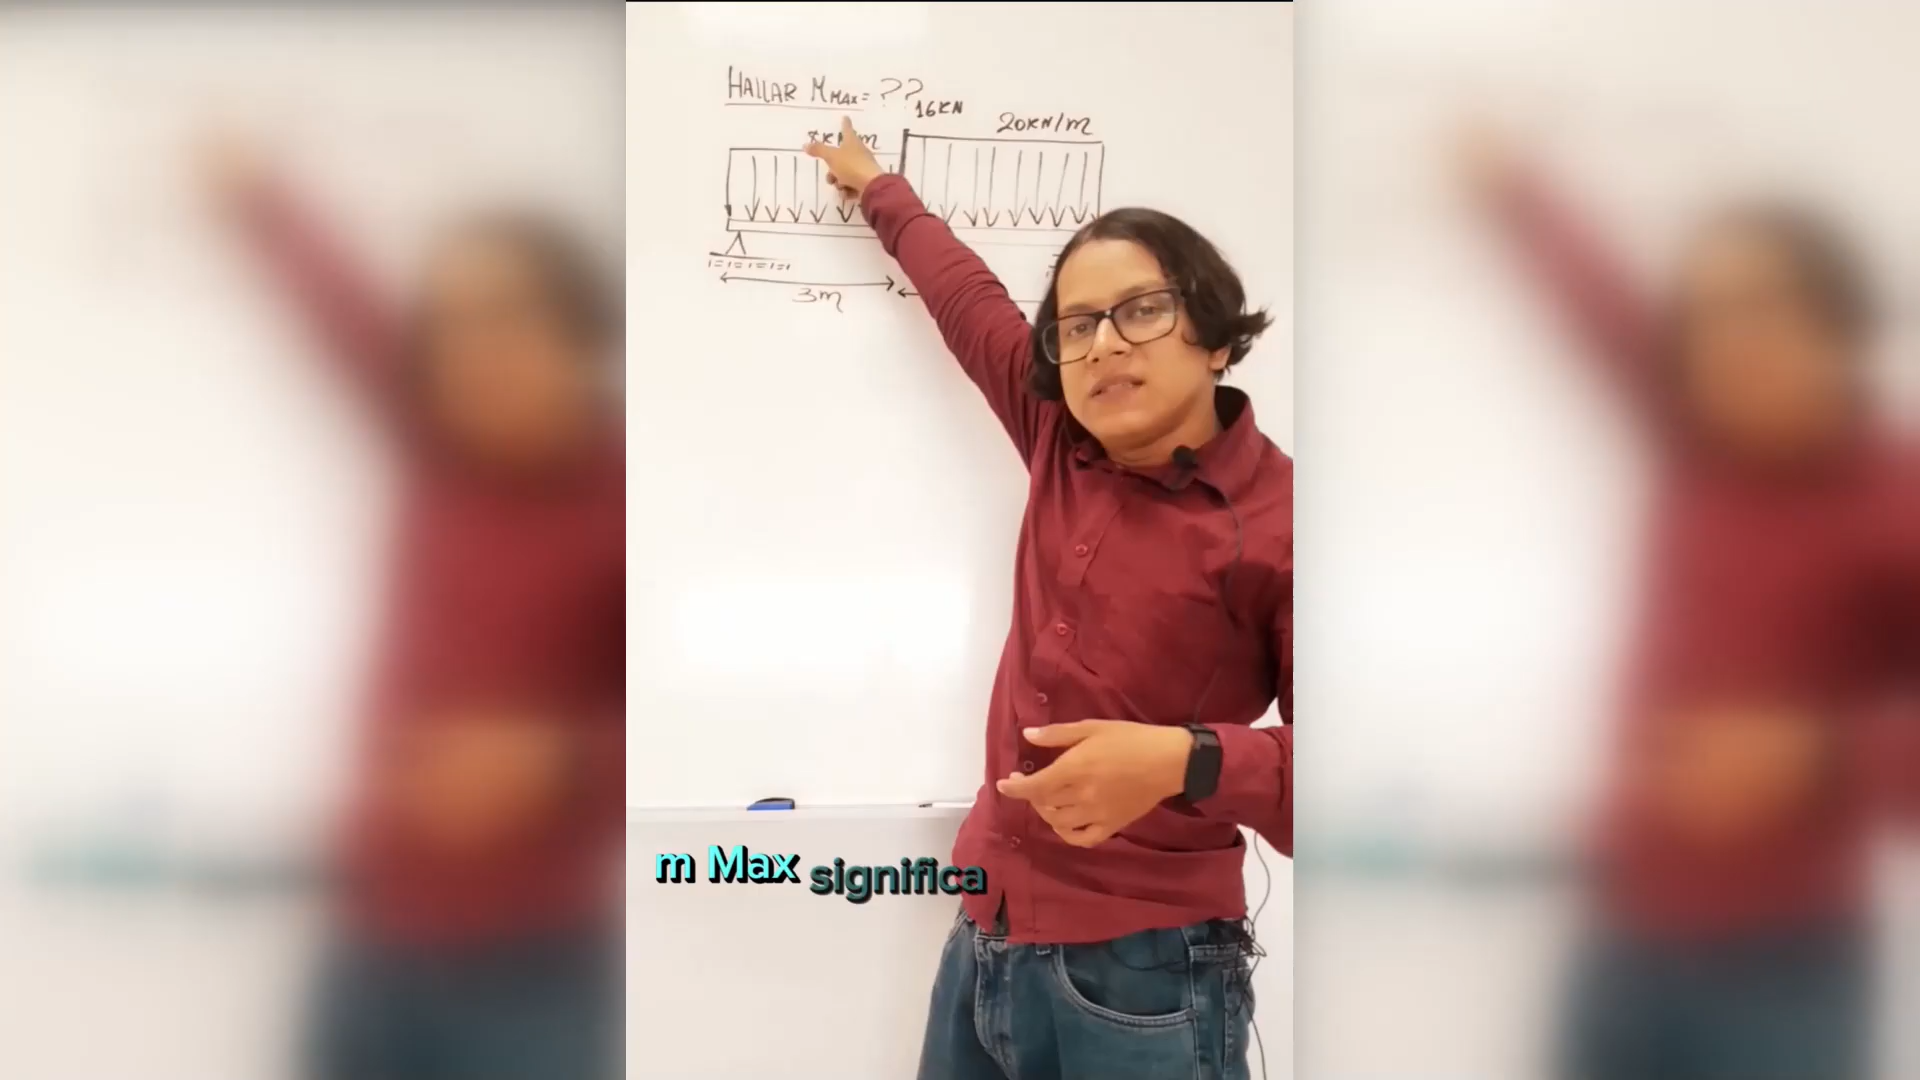 HALLAR MMAX= ??
16KN
20KN/m
3m
m Max significa